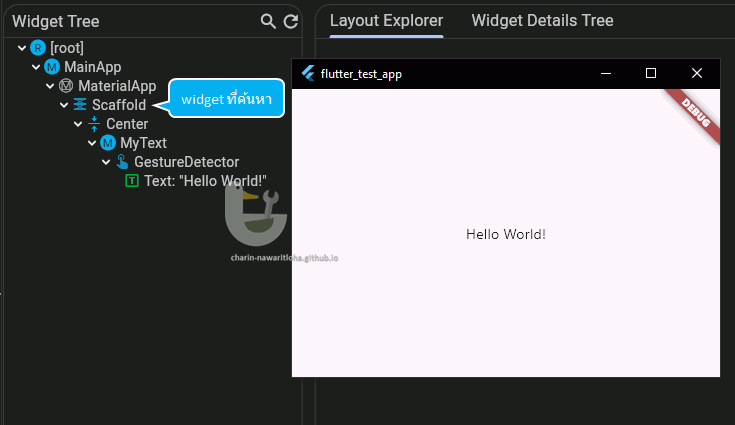 Widget Tree
Layout Explorer
Widget Details Tree
[root]
MainApp
MaterialApp
Scaffold
widget ที่ค้นหา
Center
MyText
GestureDetector
Text: "Hello World!"
flutter_test_app
DEBUG
Hello World!
charin-nawaritloha.github.io